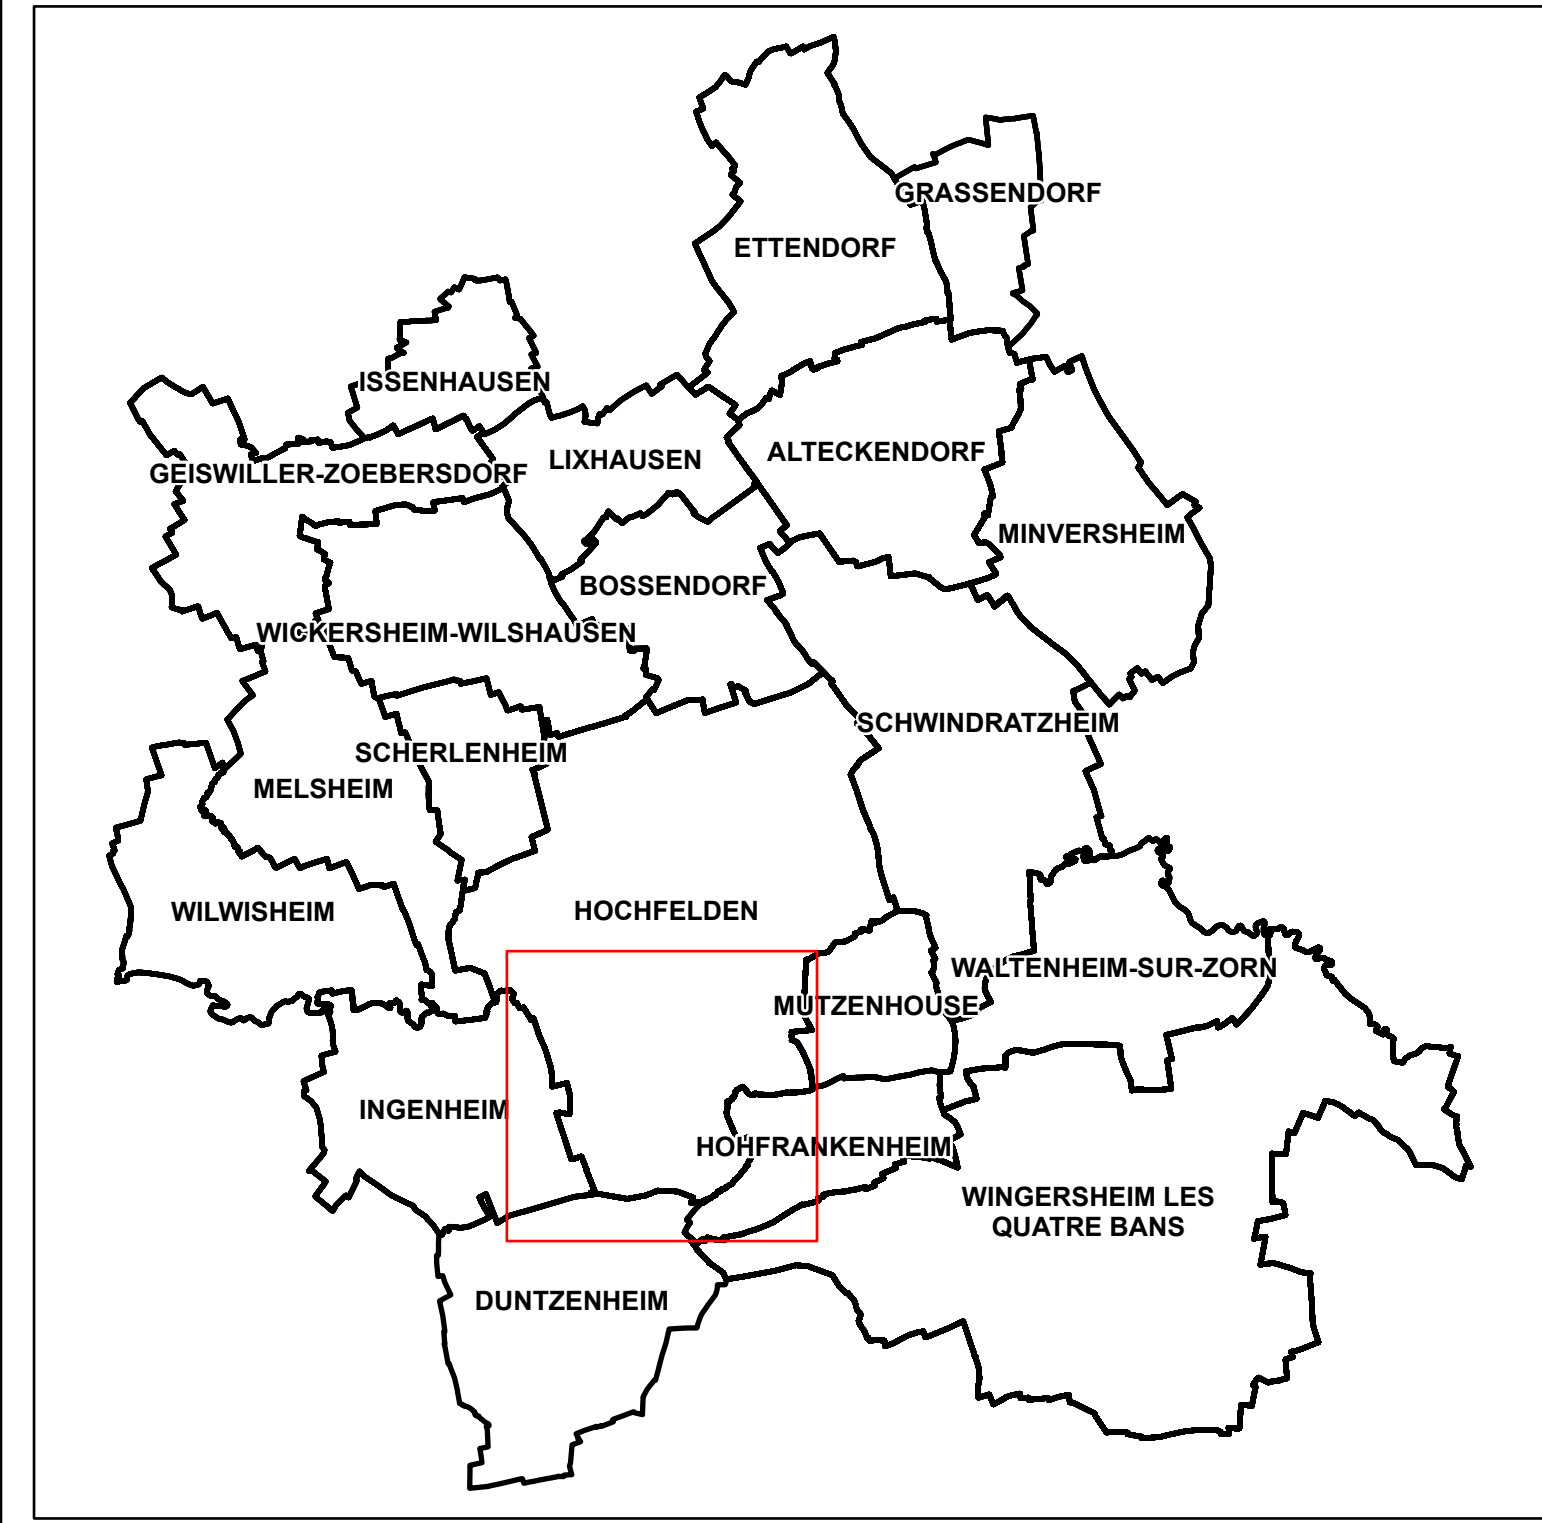 GRASSENDORF
ETTENDORF
ISSENHAUSEN
ALTECKENDORF
LIXHAUSEN
GEISWILLER-ZOEBERSDORF
MINVERSHEIM
BOSSENDORF
WICKERSHEIM-WILSHAUSEN
SCHWINDRATZHEIM
SCHERLENHEIM
MELSHEIM
HOCHFELDEN
WILWISHEIM
WALTENHEIM-SUR-ZORN
MUTZENHOUSE
INGENHEIM
HOHFRANKENHEIM
WINGERSHEIM LES
QUATRE BANS
DUNTZENHEIM